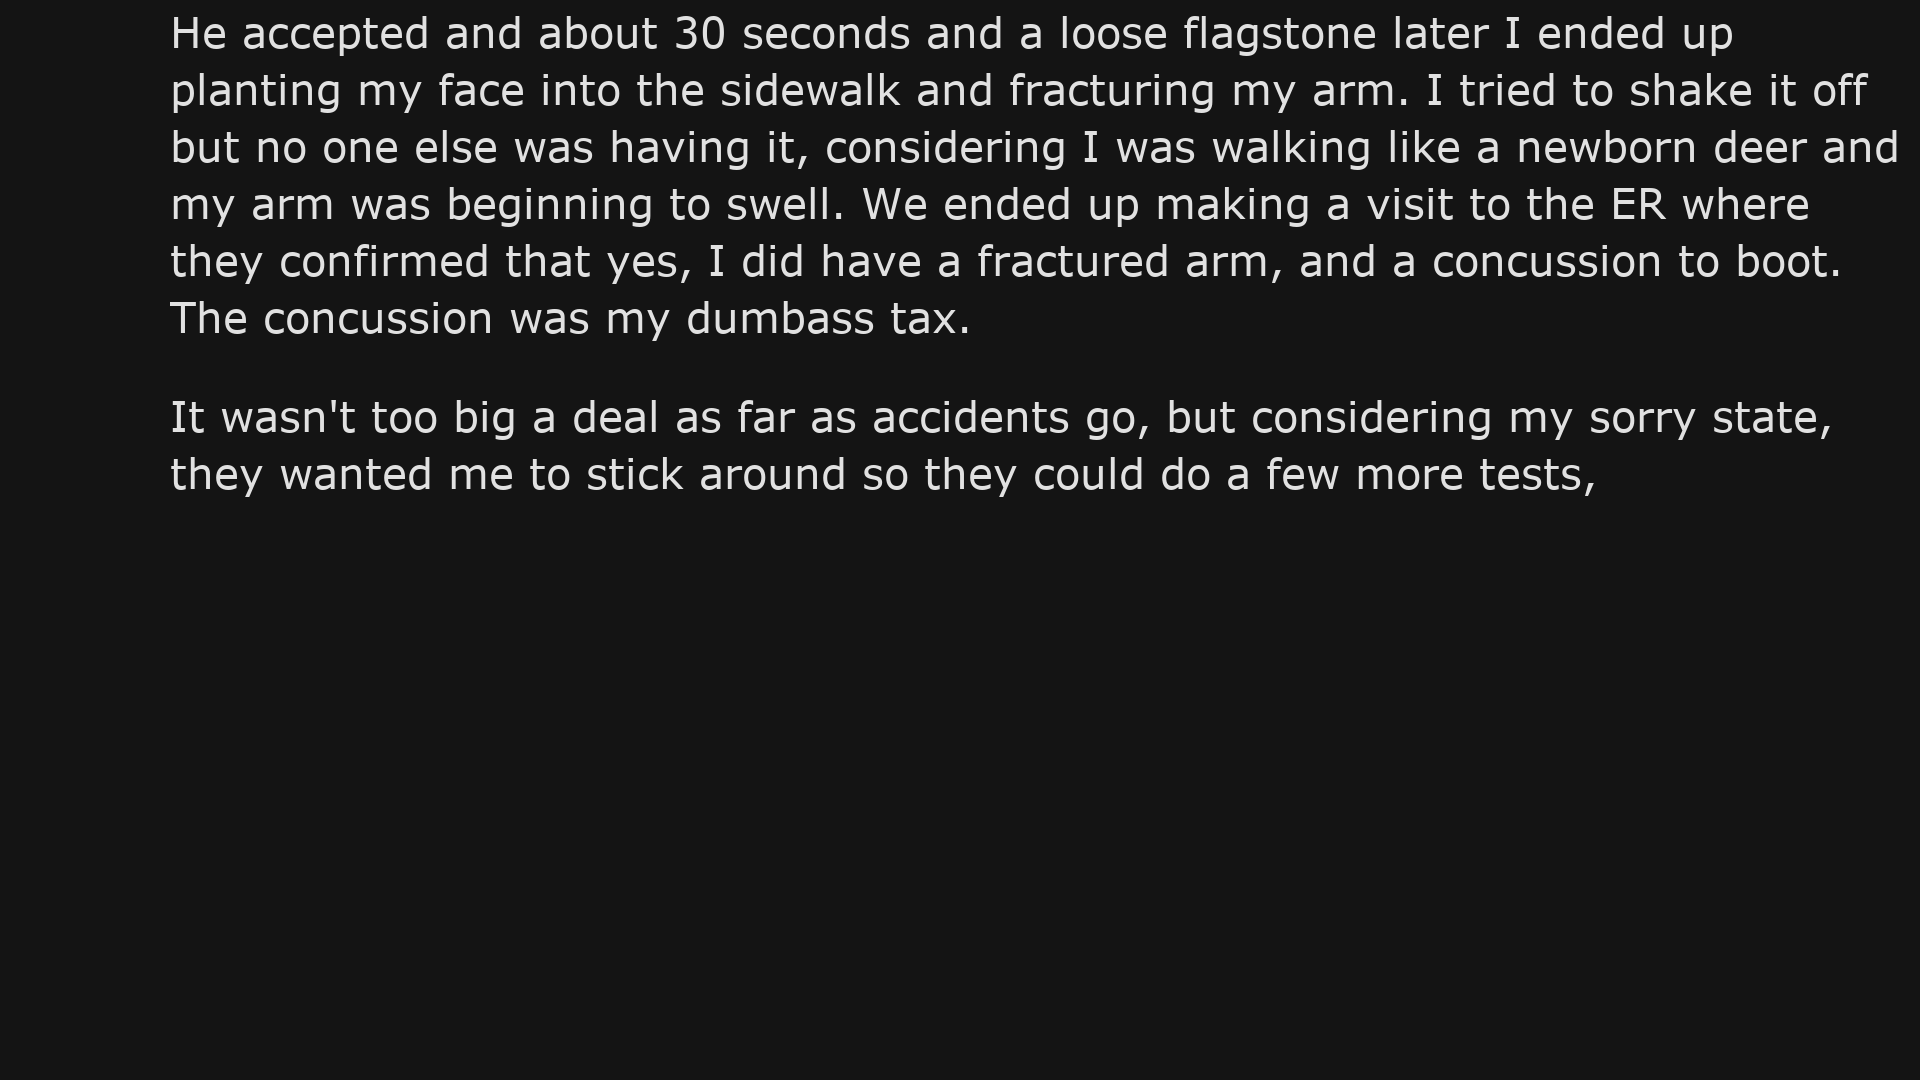 He accepted and about 30 seconds and a loose flagstone later I ended up
planting my face into the sidewalk and fracturing my arm. I tried to shake it off
but no one else was having it, considering I was walking like a newborn deer and
my arm was beginning to swell. We ended up making a visit to the ER where
they confirmed that yes, I did have a fractured arm, and a concussion to boot.
The concussion was my dumbass tax.
It wasn't too big a deal as far as accidents go, but considering my sorry state,
they wanted me to stick around so they could do a few more tests,